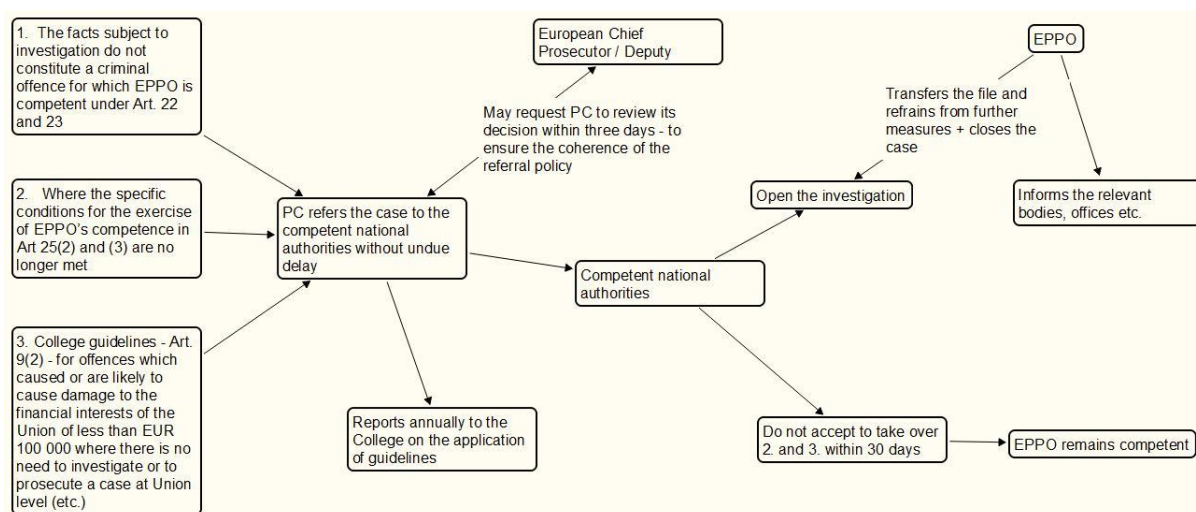 1. The facts subject to
investigation do not
constitute a criminal
offence for which EPPO is
competent under Art. 22
and 23
European Chief
Prosecutor / Deputy
EPPO
May request PC to review its
decision within three days - to
ensure the coherence of the
referral policy
Transfers the file and
refrains from further
measures + closes the
case
2. Where the specific
conditions for the exercise
of EPPO's competence in
Art 25(2) and (3) are no
longer met
PC refers the case to the
competent national
authorities without undue
delay
Open the investigation
Informs the relevant
bodies, offices etc.
Competent national
authorities
3. College guidelines - Art.
9(2) - for offences which
caused or are likely to
cause damage to the
financial interests of the
Union of less than EUR
100 000 where there is no
need to investigate or to
prosecute a case at Union
level (etc.)
Reports annually to the
College on the application
of guidelines
Do not accept to take over
2. and 3. within 30 days
EPPO remains competent